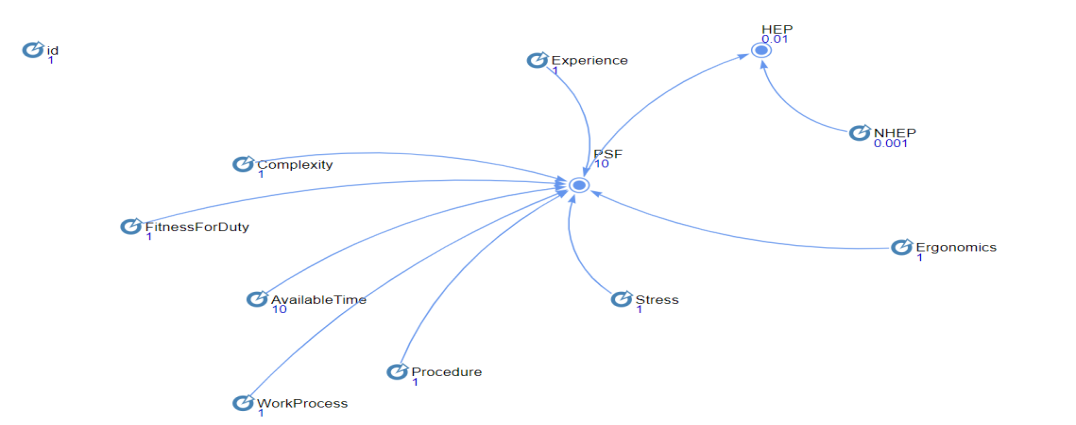 HEP
0.01
id
1
Experience
1
NHEP
0.001
PSF
10
Complexity
1
FitnessForDuty
1
Ergonomics
1
AvailableTime
10
Stress
1
Procedure
1
WorkProcess
1